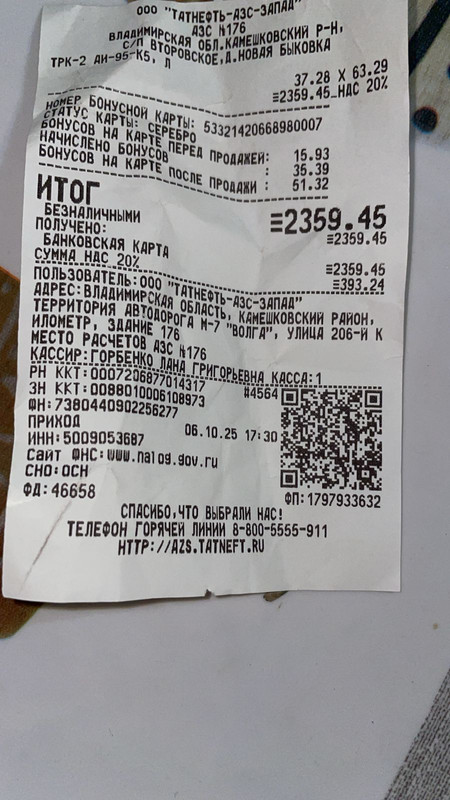 ООО "ТАТНЕФТЬ-АЗС-ЗАПАД"
АЗС №176
ВЛАДИМИРСКАЯ ОБЛ.КАМЕШКОВСКИЙ Р-Н,
С/П ВТОРОВСКОЕ,Д.НОВАЯ БЫКОВКА
ТРК-2 АИ-95-К5, Л
37.28 X 63.29
≡2359.45_НДС 20%
НОМЕР БОНУСНОЙ КАРТЫ: 53321420668980007
СТАТУС КАРТЫ: СЕРЕБРО
БОНУСОВ НА КАРТЕ ПЕРЕД ПРОДАЖЕЙ: 15.93
НАЧИСЛЕНО БОНУСОВ : 35.39
БОНУСОВ НА КАРТЕ ПОСЛЕ ПРОДАЖИ : 51.32
ИТОГ ≡2359.45
БЕЗНАЛИЧНЫМИ ≡2359.45
ПОЛУЧЕНО:
БАНКОВСКАЯ КАРТА ≡2359.45
СУММА НДС 20% ≡393.24
ПОЛЬЗОВАТЕЛЬ:ООО "ТАТНЕФТЬ-АЗС-ЗАПАД"
АДРЕС:ВЛАДИМИРСКАЯ ОБЛАСТЬ, КАМЕШКОВСКИЙ РАЙОН,
ТЕРРИТОРИЯ АВТОДОРОГА М-7 "ВОЛГА", УЛИЦА 206-Й К
ИЛОМЕТР, ЗДАНИЕ 176
МЕСТО РАСЧЕТОВ АЗС №176
КАССИР:ГОРБЕНКО ЛАНА ГРИГОРЬЕВНА КАССА:1
РН ККТ:0007206877014317 #4564
ЗН ККТ:0088010006108973
ФН:7380440902256277
ПРИХОД 06.10.25 17:30
ИНН:5009053687
Сайт ФНС:www.nalog.gov.ru
СНО:ОСН
ФД:46658 ФП:1797933632
СПАСИБО,ЧТО ВЫБРАЛИ НАС!
ТЕЛЕФОН ГОРЯЧЕЙ ЛИНИИ 8-800-5555-911
HTTP://AZS.TATNEFT.RU